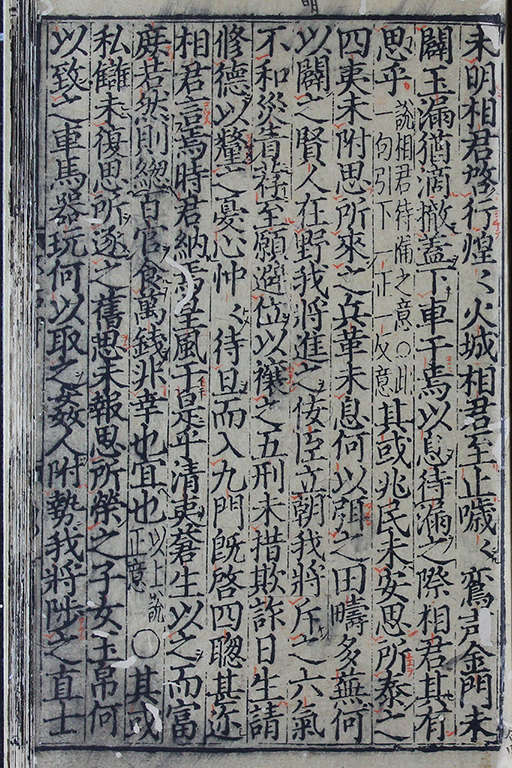 未明相君啓行煌〻火城相君至止噦〻鸞声金門未
闢玉漏猶滴撤蓋下車于焉以息待漏之際相君其有
思乎 說相君待漏之意○此一句引下 正一反意 其或兆民未安思所泰之
四夷未附思所來之兵革未息何以弭之田疇多蕪何
以闢之賢人在野我將進之佞臣立朝我將斥之六氣
不和災眚荐至願避位以禳之五刑未措欺詐日生請
修德以釐之憂心忡〻待旦而入九門既啓四聰甚迩
相君言焉時君納焉皇風于是乎清夷蒼生以之而富
庶若然則緫百官食萬錢非幸也宜也 以上說正意 ○其或
私讎未復思所逐之舊恩未報思所榮之子女玉帛何
以致之車馬器玩何以取之姦人附勢我將陟之直士